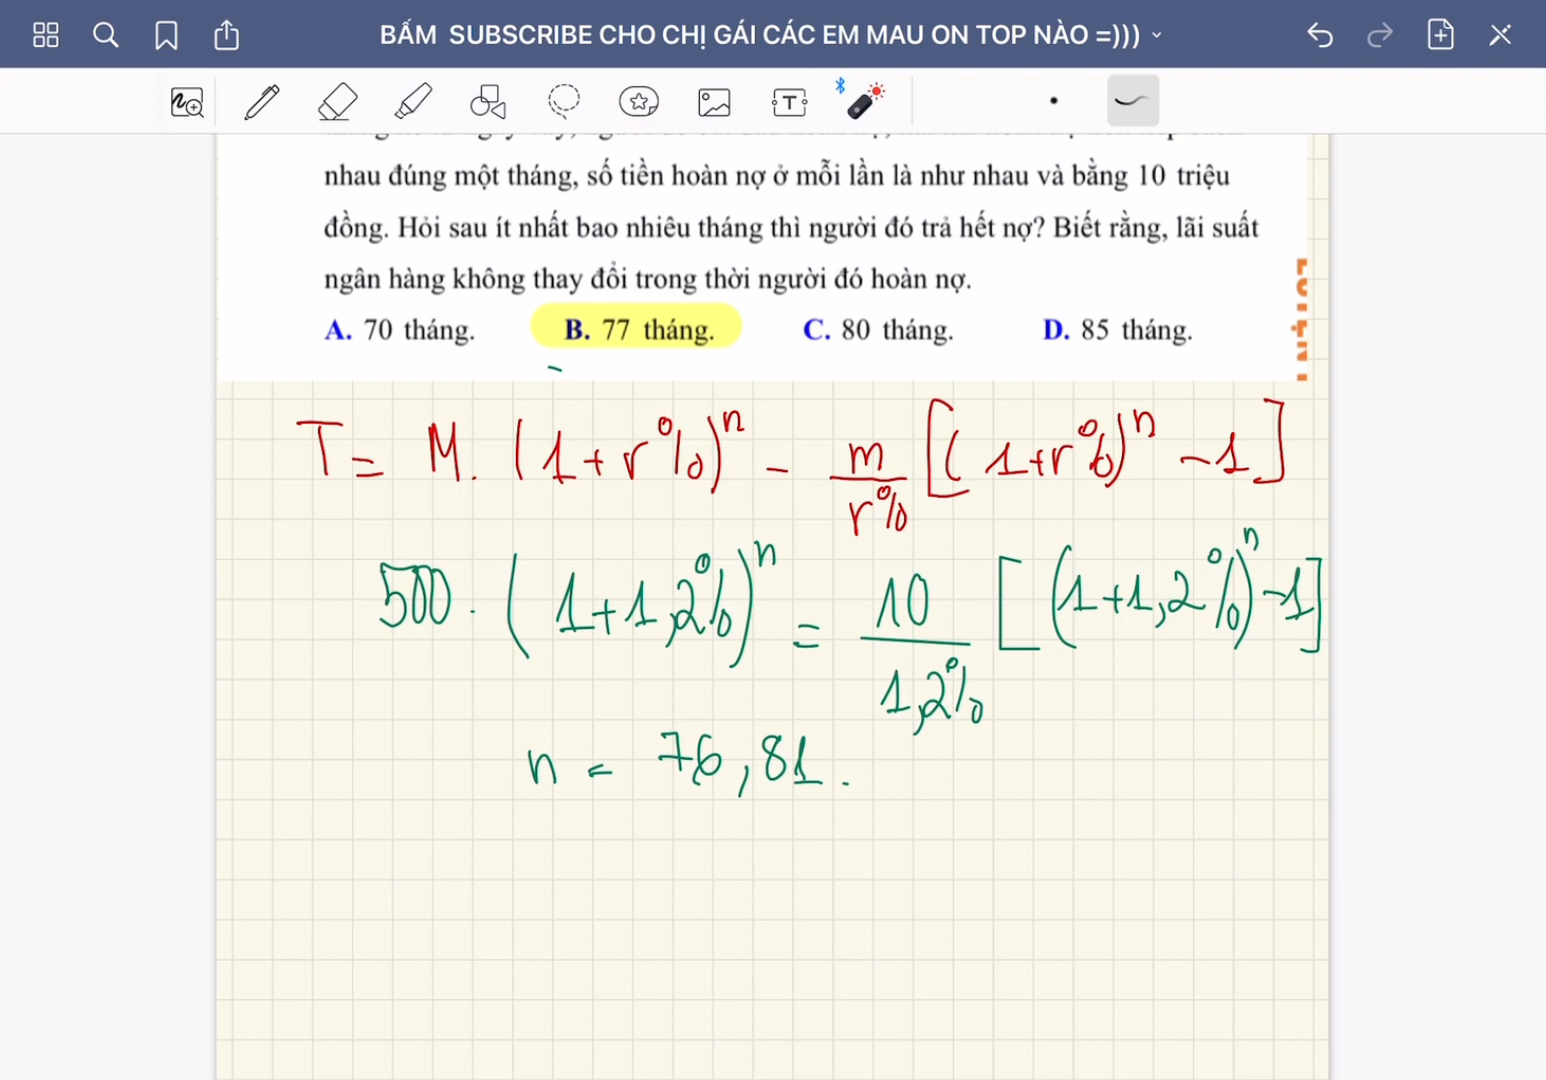 BẤM SUBSCRIBE CHO CHỊ GÁI CÁC EM MAU ON TOP NÀO =)))
nhau đúng một tháng, số tiền hoàn nợ ở mỗi lần là như nhau và bằng 10 triệu
đồng. Hỏi sau ít nhất bao nhiêu tháng thì người đó trả hết nợ? Biết rằng, lãi suất
ngân hàng không thay đổi trong thời người đó hoàn nợ.
A. 70 tháng. B. 77 tháng. C. 80 tháng. D. 85 tháng.
T = M. (1+r%)^n - m/r% [(1+r%)^n -1]
500 . (1+1,2%)^n = 10/1,2% [(1+1,2%)^n -1]
n = 76,81.